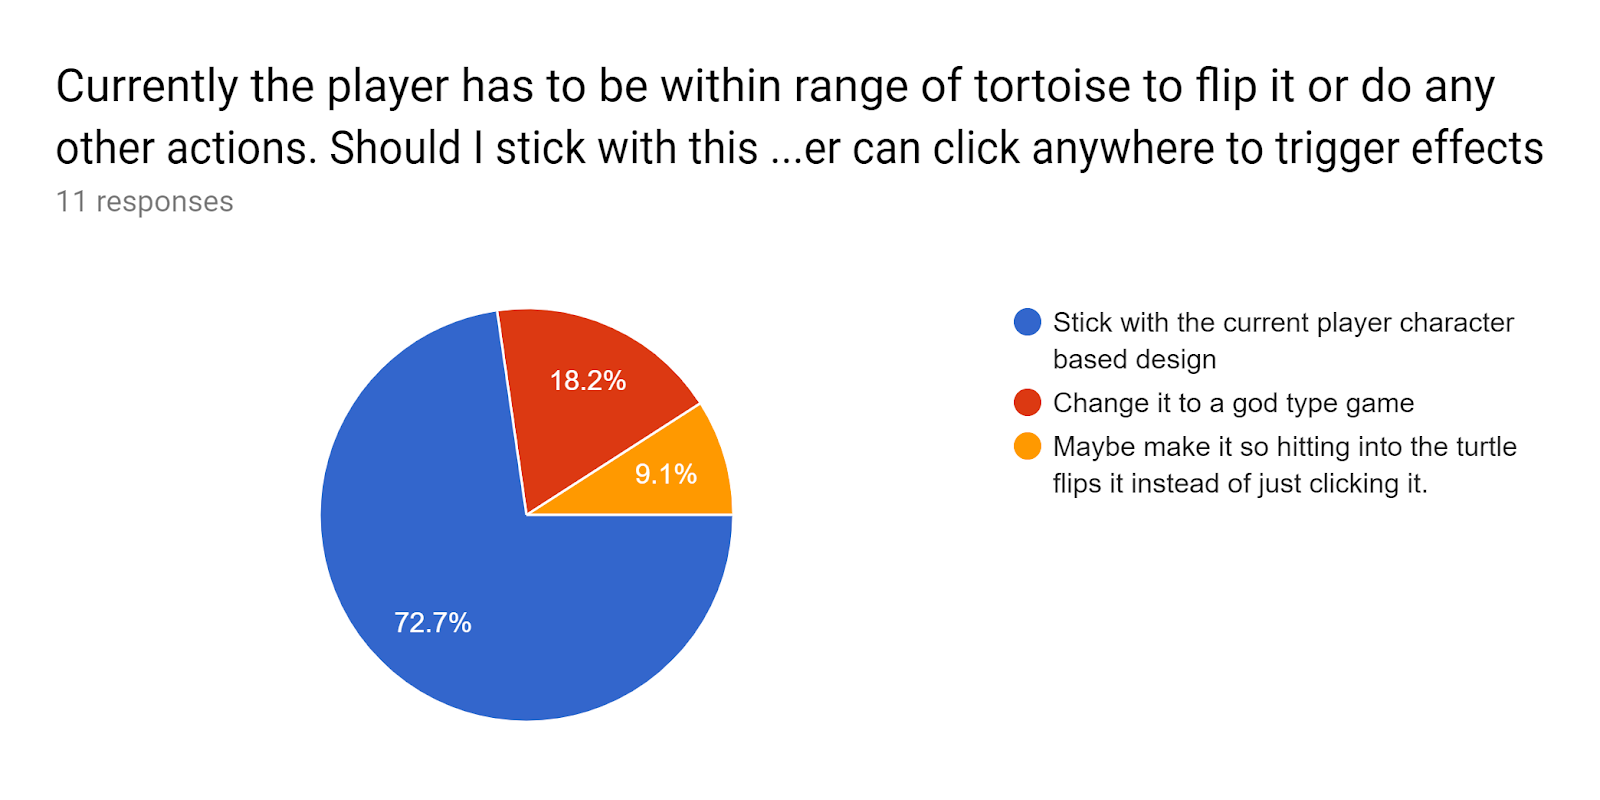 Currently the player has to be within range of tortoise to flip it or do any
other actions. Should I stick with this ...er can click anywhere to trigger effects
11 responses
Stick with the current player character
based design
Change it to a god type game
Maybe make it so hitting into the turtle
flips it instead of just clicking it.
18.2%
9.1%
72.7%